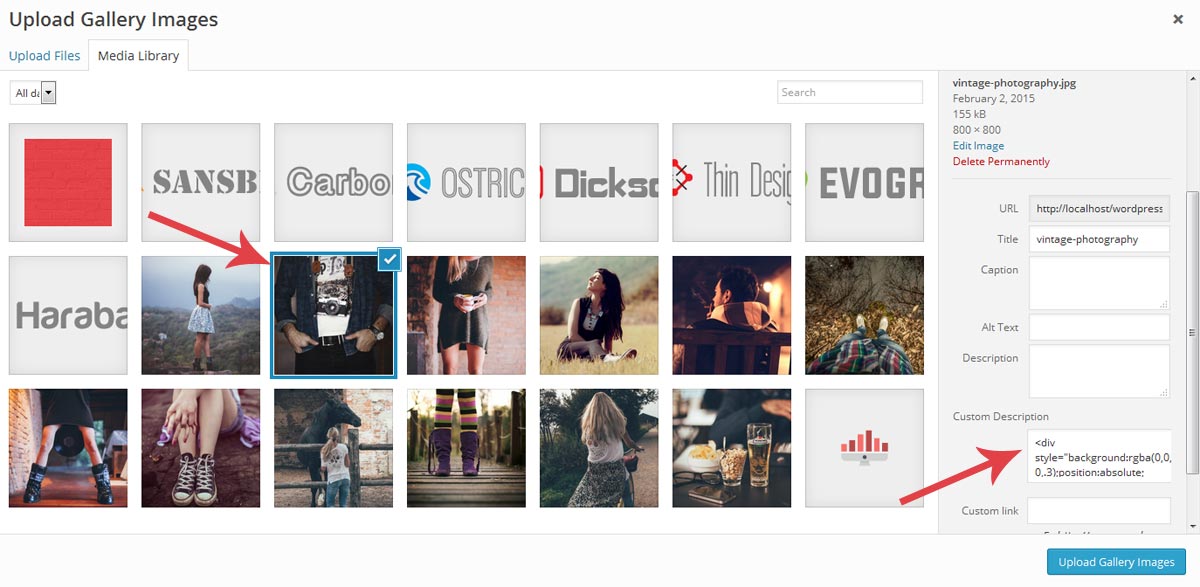 Upload Gallery Images
Upload Files
Media Library
All da
Search
SANSB
Carbo
OSTRIC
Dickso
Thin Desig
EVOGR
Haraba
vintage-photography.jpg
February 2, 2015
155 kB
800 × 800
Edit Image
Delete Permanently
URL
http://localhost/wordpress
Title
vintage-photography
Caption
Alt Text
Description
Custom Description
<div
style="background:rgba(0,0,
0,.3);position:absolute;
Custom link
Upload Gallery Images